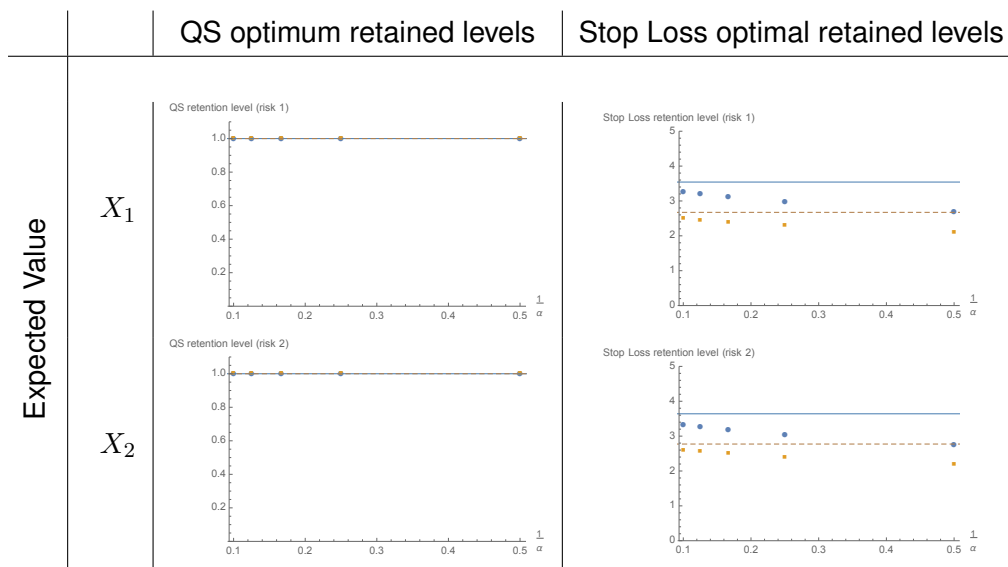 QS optimum retained levels
Stop Loss optimal retained levels
Expected Value
X₁
QS retention level (risk 1)
1.0
0.8
0.6
0.4
0.2
0.1 0.2 0.3 0.4 0.5
1/α
Stop Loss retention level (risk 1)
5
4
3
2
1
0
0.1 0.2 0.3 0.4 0.5
1/α
X₂
QS retention level (risk 2)
1.0
0.8
0.6
0.4
0.2
0.1 0.2 0.3 0.4 0.5
1/α
Stop Loss retention level (risk 2)
5
4
3
2
1
0
0.1 0.2 0.3 0.4 0.5
1/α